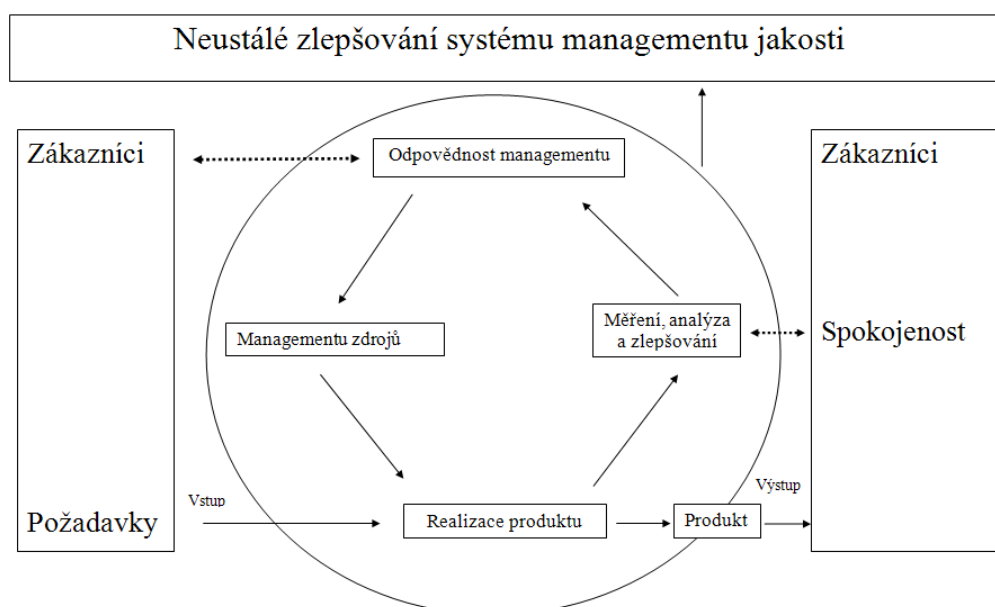 Neustálé zlepšování systému managementu jakosti
Zákazníci
Odpovědnost managementu
Zákazníci
Managementu zdrojů
Měření, analýza
a zlepšování
Spokojenost
Vstup
Výstup
Požadavky
Realizace produktu
Produkt